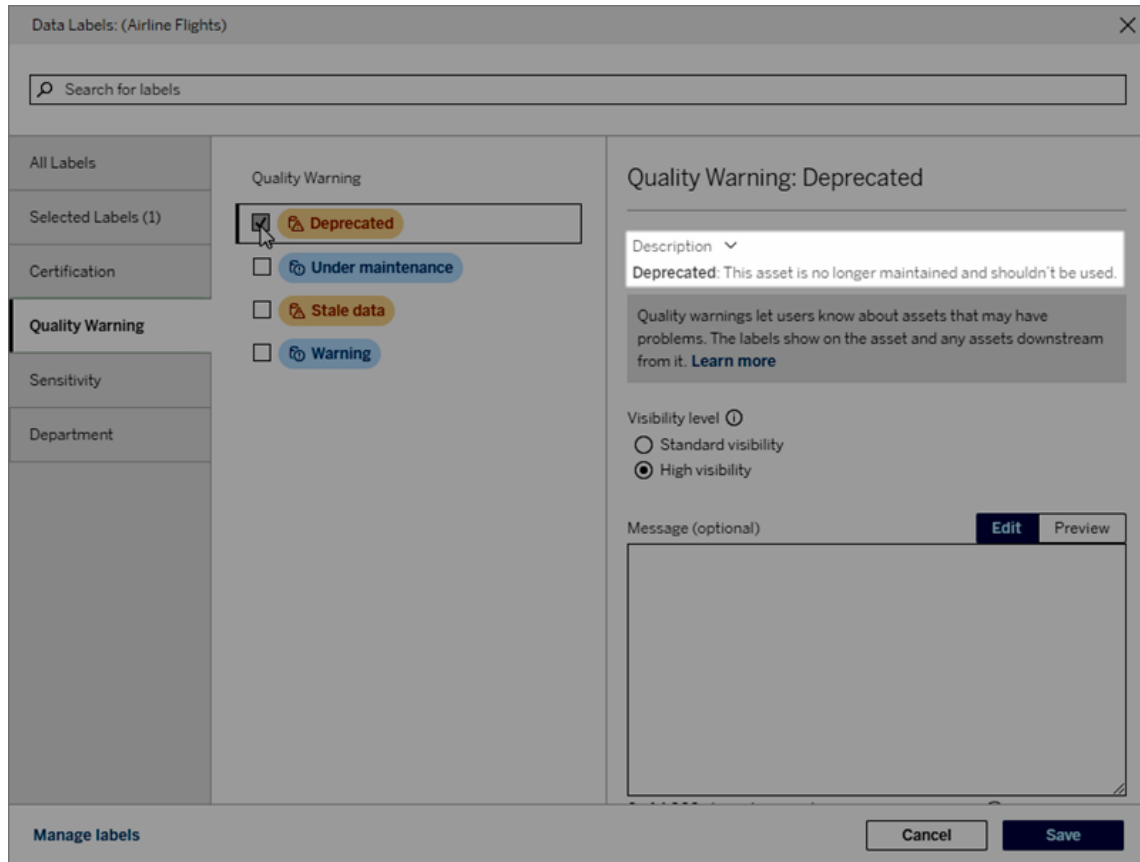 Data Labels: (Airline Flights)
Search for labels
All Labels
Selected Labels (1)
Certification
Quality Warning
Sensitivity
Department
Quality Warning
Deprecated
Under maintenance
Stale data
Warning
Quality Warning: Deprecated
Description
Deprecated: This asset is no longer maintained and shouldn't be used.
Quality warnings let users know about assets that may have
problems. The labels show on the asset and any assets downstream
from it. Learn more
Visibility level
Standard visibility
High visibility
Message (optional)
Edit
Preview
Manage labels
Cancel
Save